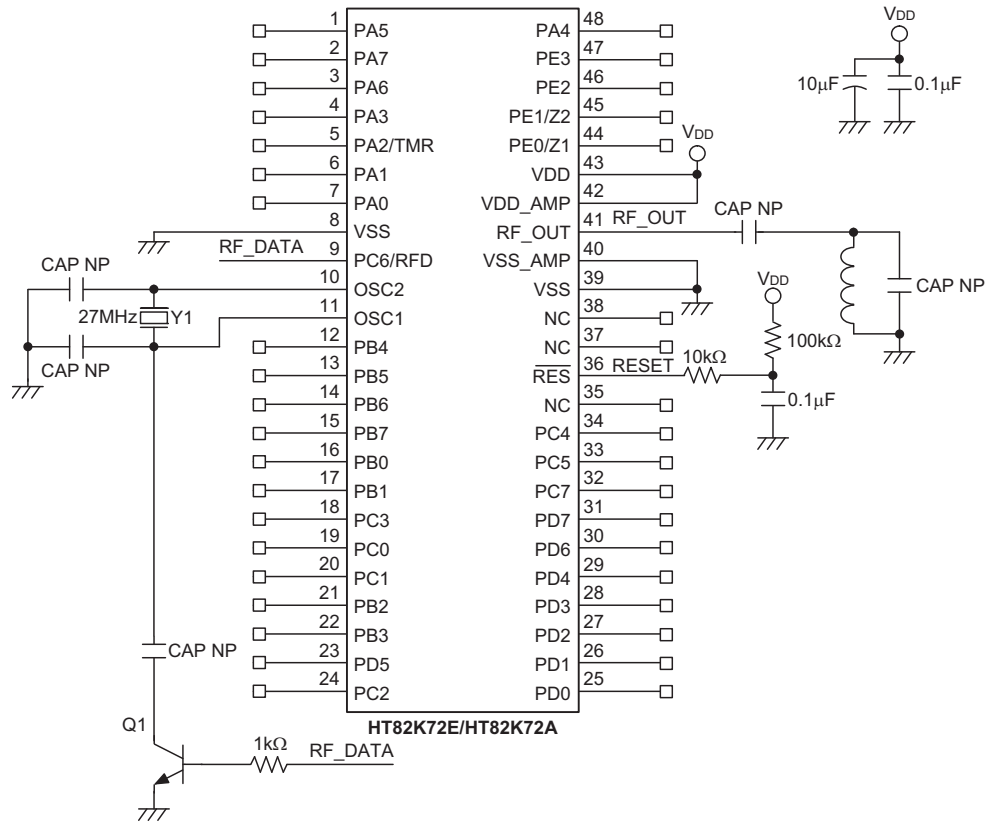 1 PA5 PA4 48
2 PA7 PE3 47
3 PA6 PE2 46
4 PA3 PE1/Z2 45
5 PA2/TMR PE0/Z1 44
6 PA1 VDD 43
7 PA0 VDD_AMP 42
8 VSS RF_OUT 41 RF_OUT
RF_DATA 9 PC6/RFD VSS_AMP 40
10 OSC2 VSS 39
11 OSC1 NC 38
12 PB4 NC 37
13 PB5 RES 36 RESET
14 PB6 NC 35
15 PB7 PC4 34
16 PB0 PC5 33
17 PB1 PC7 32
18 PC3 PD7 31
19 PC0 PD6 30
20 PC1 PD4 29
21 PB2 PD3 28
22 PB3 PD2 27
23 PD5 PD1 26
24 PC2 PD0 25
HT82K72E/HT82K72A
VDD
10μF
0.1μF
VDD
CAP NP
CAP NP
VDD
100kΩ
10kΩ
0.1μF
CAP NP
27MHz Y1
CAP NP
CAP NP
Q1
1kΩ RF_DATA